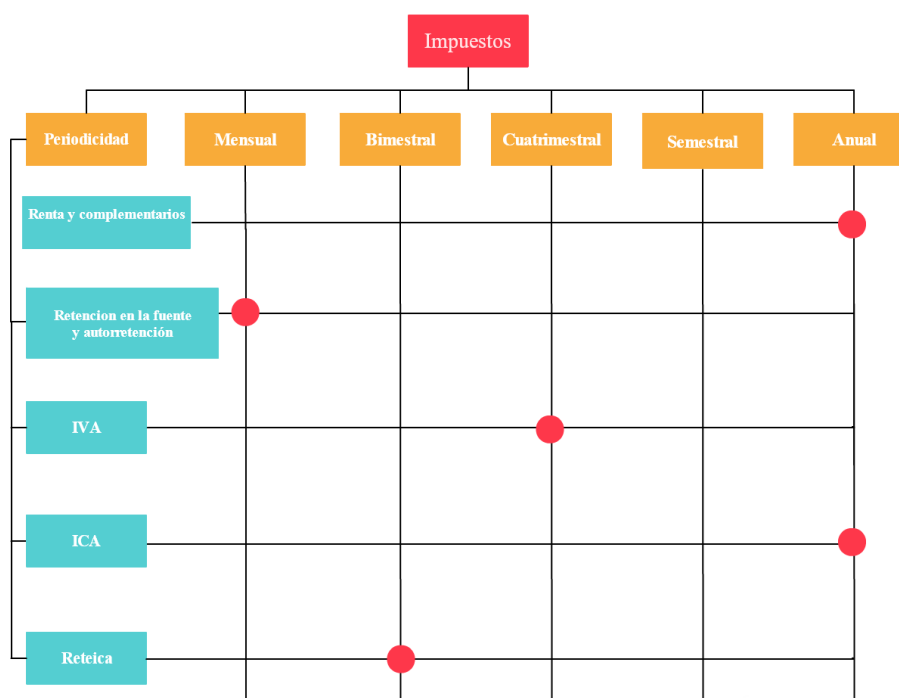 Impuestos
Periodicidad
Mensual
Bimestral
Cuatrimestral
Semestral
Anual
Renta y complementarios
Retencion en la fuente
y autorretención
IVA
ICA
Reteica